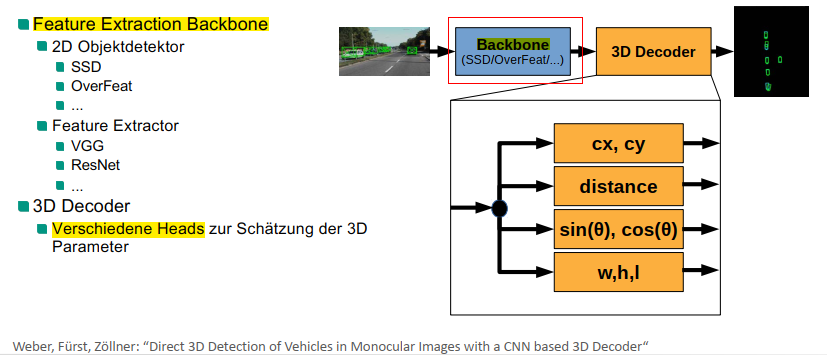 Feature Extraction Backbone
2D Objektdetektor
SSD
OverFeat
...
Feature Extractor
VGG
ResNet
...
3D Decoder
Verschiedene Heads zur Schätzung der 3D
Parameter
Backbone
(SSD/OverFeat/...)
3D Decoder
cx, cy
distance
sin(θ), cos(θ)
w,h,l
Weber, Fürst, Zöllner: “Direct 3D Detection of Vehicles in Monocular Images with a CNN based 3D Decoder“